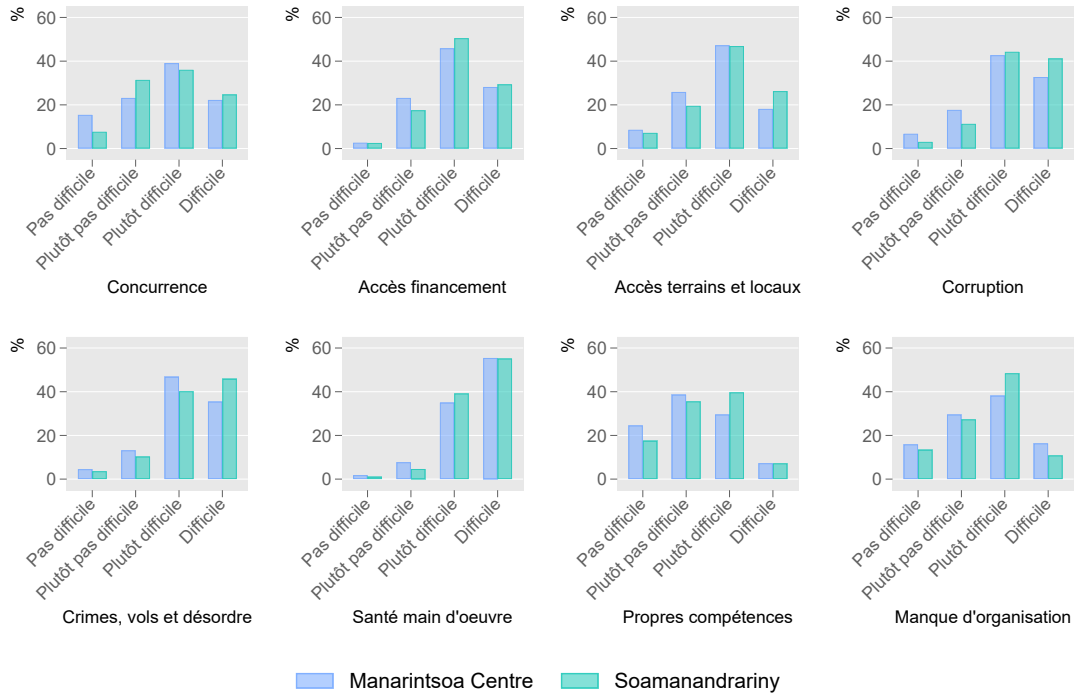 %
60
40
20
0
Pas difficile
Plutôt pas difficile
Plutôt difficile
Difficile
Concurrence
%
60
40
20
0
Pas difficile
Plutôt pas difficile
Plutôt difficile
Difficile
Accès financement
%
60
40
20
0
Pas difficile
Plutôt pas difficile
Plutôt difficile
Difficile
Accès terrains et locaux
%
60
40
20
0
Pas difficile
Plutôt pas difficile
Plutôt difficile
Difficile
Corruption
%
60
40
20
0
Pas difficile
Plutôt pas difficile
Plutôt difficile
Difficile
Crimes, vols et désordre
%
60
40
20
0
Pas difficile
Plutôt pas difficile
Plutôt difficile
Difficile
Santé main d'oeuvre
%
60
40
20
0
Pas difficile
Plutôt pas difficile
Plutôt difficile
Difficile
Propres compétences
%
60
40
20
0
Pas difficile
Plutôt pas difficile
Plutôt difficile
Difficile
Manque d'organisation
Manarintsoa Centre
Soamanandrariny